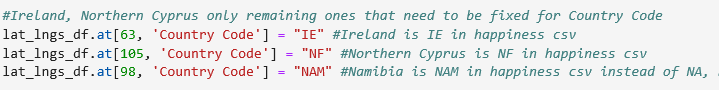 #Ireland, Northern Cyprus only remaining ones that need to be fixed for Country Code
lat_lngs_df.at[63, 'Country Code'] = "IE" #Ireland is IE in happiness csv
lat_lngs_df.at[105, 'Country Code'] = "NF" #Northern Cyprus is NF in happiness csv
lat_lngs_df.at[98, 'Country Code'] = "NAM" #Namibia is NAM in happiness csv instead of NA,